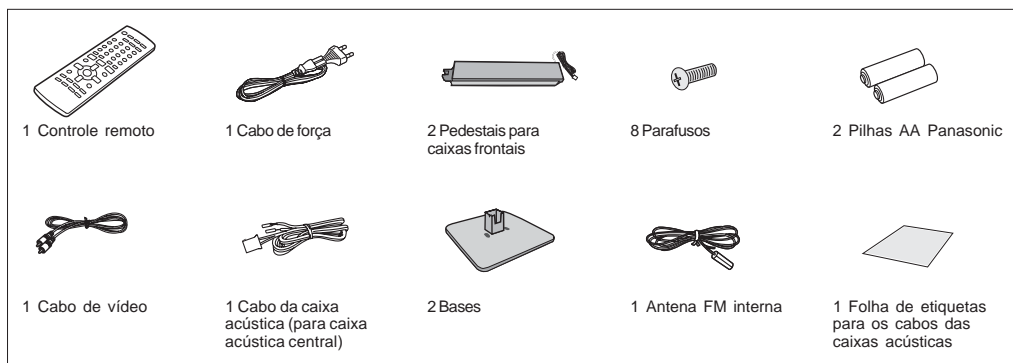 1 Controle remoto
1 Cabo de força
2 Pedestais para
caixas frontais
8 Parafusos
2 Pilhas AA Panasonic
1 Cabo de vídeo
1 Cabo da caixa
acústica (para caixa
acústica central)
2 Bases
1 Antena FM interna
1 Folha de etiquetas
para os cabos das
caixas acústicas